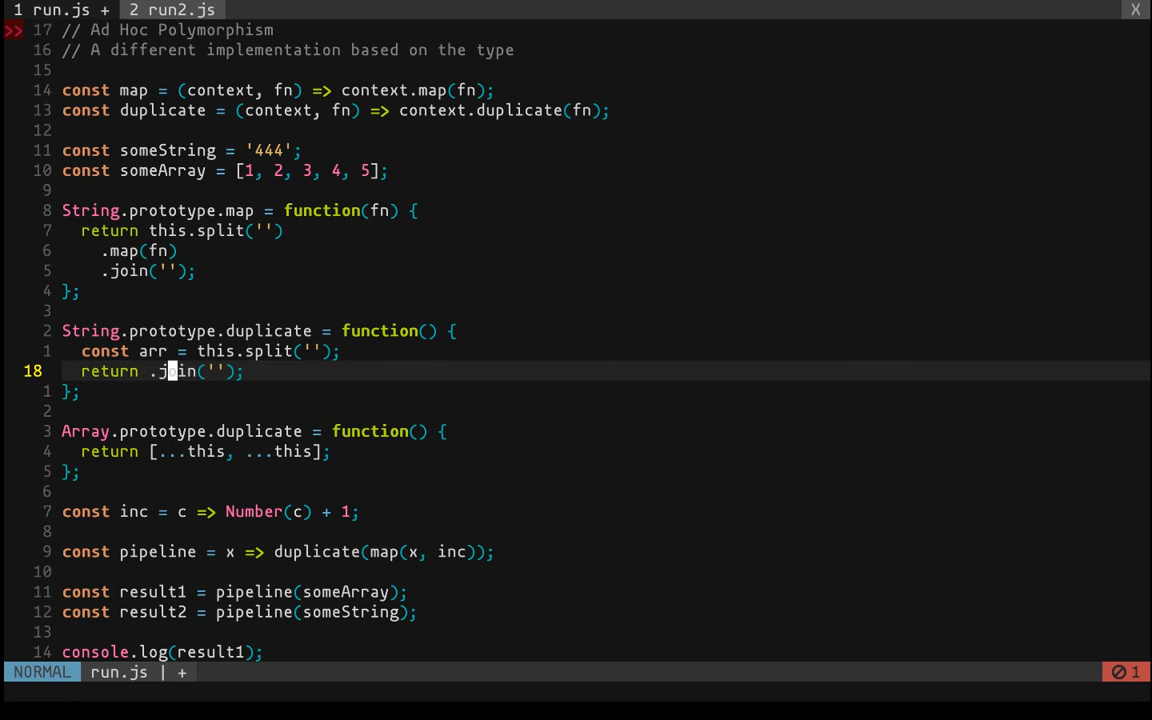 1 run.js + 2 run2.js X
>> 17 // Ad Hoc Polymorphism
16 // A different implementation based on the type
15
14 const map = (context, fn) => context.map(fn);
13 const duplicate = (context, fn) => context.duplicate(fn);
12
11 const someString = '444';
10 const someArray = [1, 2, 3, 4, 5];
9
8 String.prototype.map = function(fn) {
7   return this.split('')
6     .map(fn)
5     .join('');
4 };
3
2 String.prototype.duplicate = function() {
1   const arr = this.split('');
18   return .join('');
1 };
2
3 Array.prototype.duplicate = function() {
4   return [...this, ...this];
5 };
6
7 const inc = c => Number(c) + 1;
8
9 const pipeline = x => duplicate(map(x, inc));
10
11 const result1 = pipeline(someArray);
12 const result2 = pipeline(someString);
13
14 console.log(result1);
NORMAL run.js | + 1